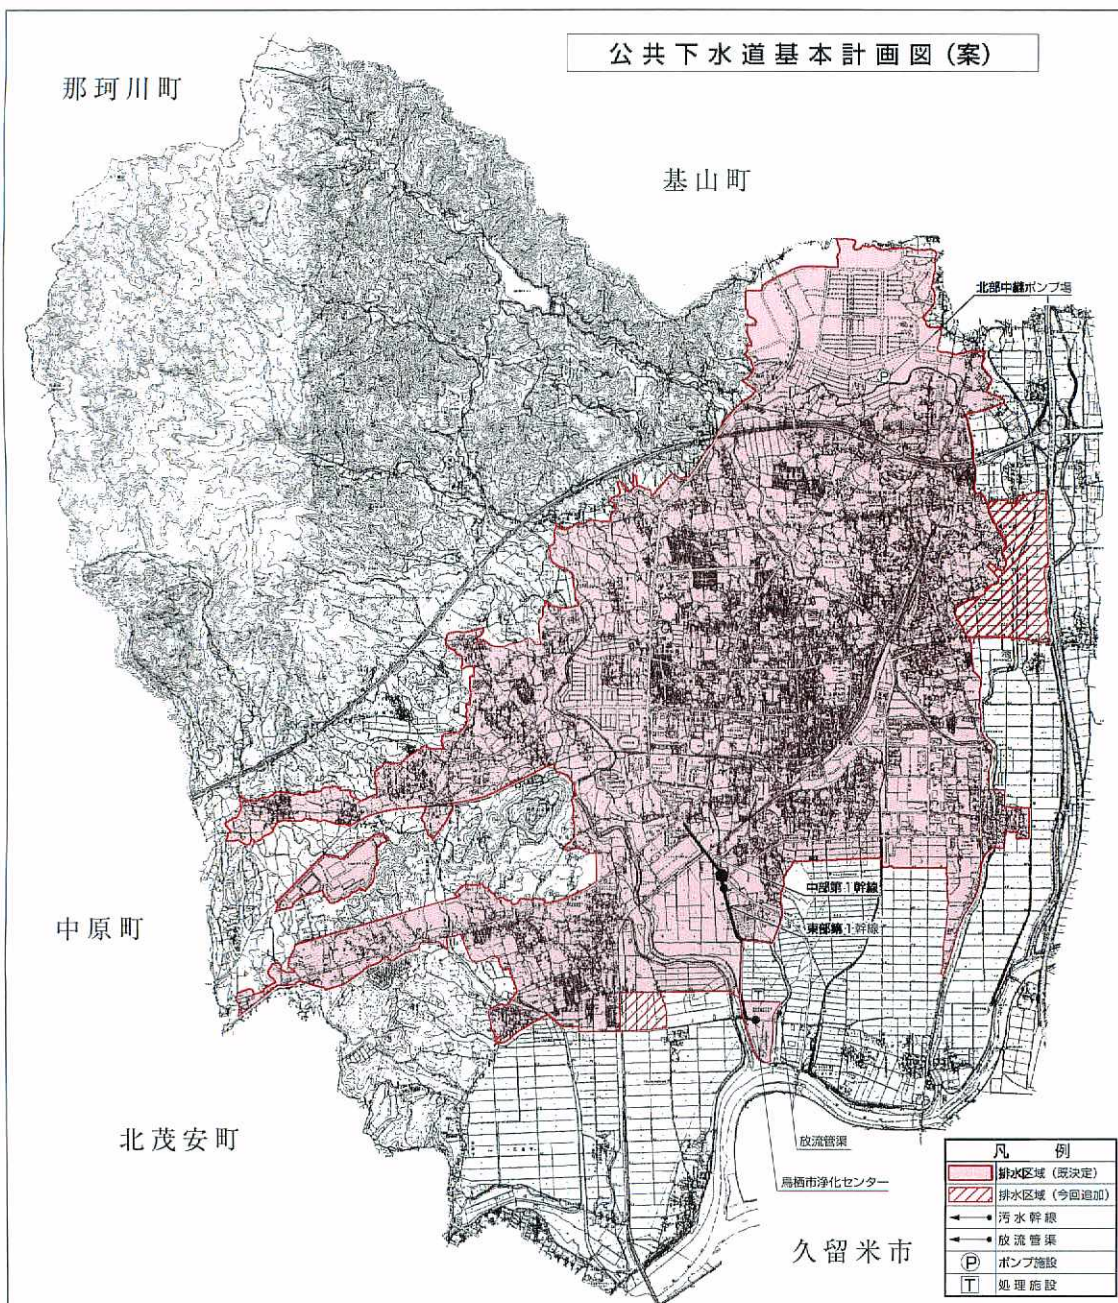 公共下水道基本計画図(案)
那珂川町
基山町
北部中継ポンプ場
P
中部第1幹線
中原町
東部第1幹線
T
北茂安町
放流管渠
鳥栖市浄化センター
久留米市
凡 例
排水区域(既決定)
排水区域(今回追加)
汚水幹線
放流管渠
P ポンプ施設
T 処理施設